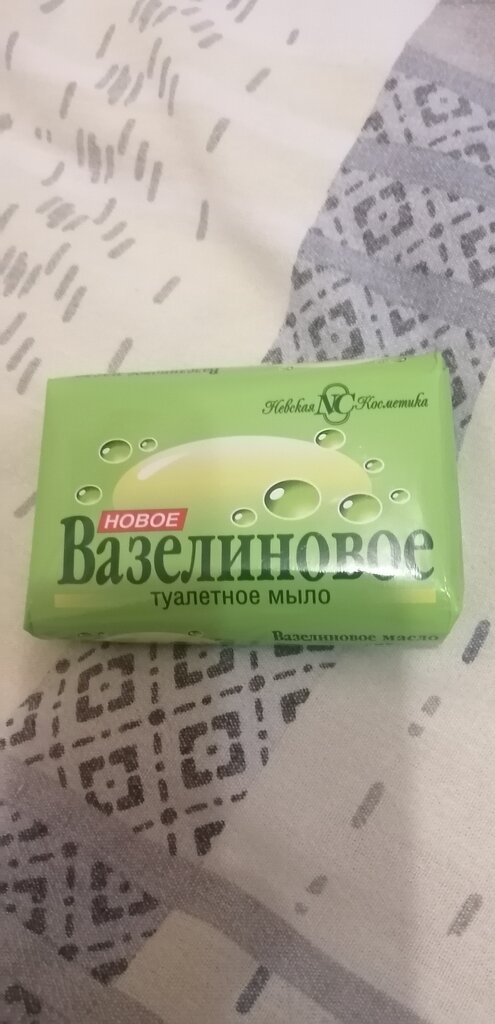 Невская NC Косметика
НОВОЕ
Вазелиновое
туалетное мыло
Вазелиновое масло